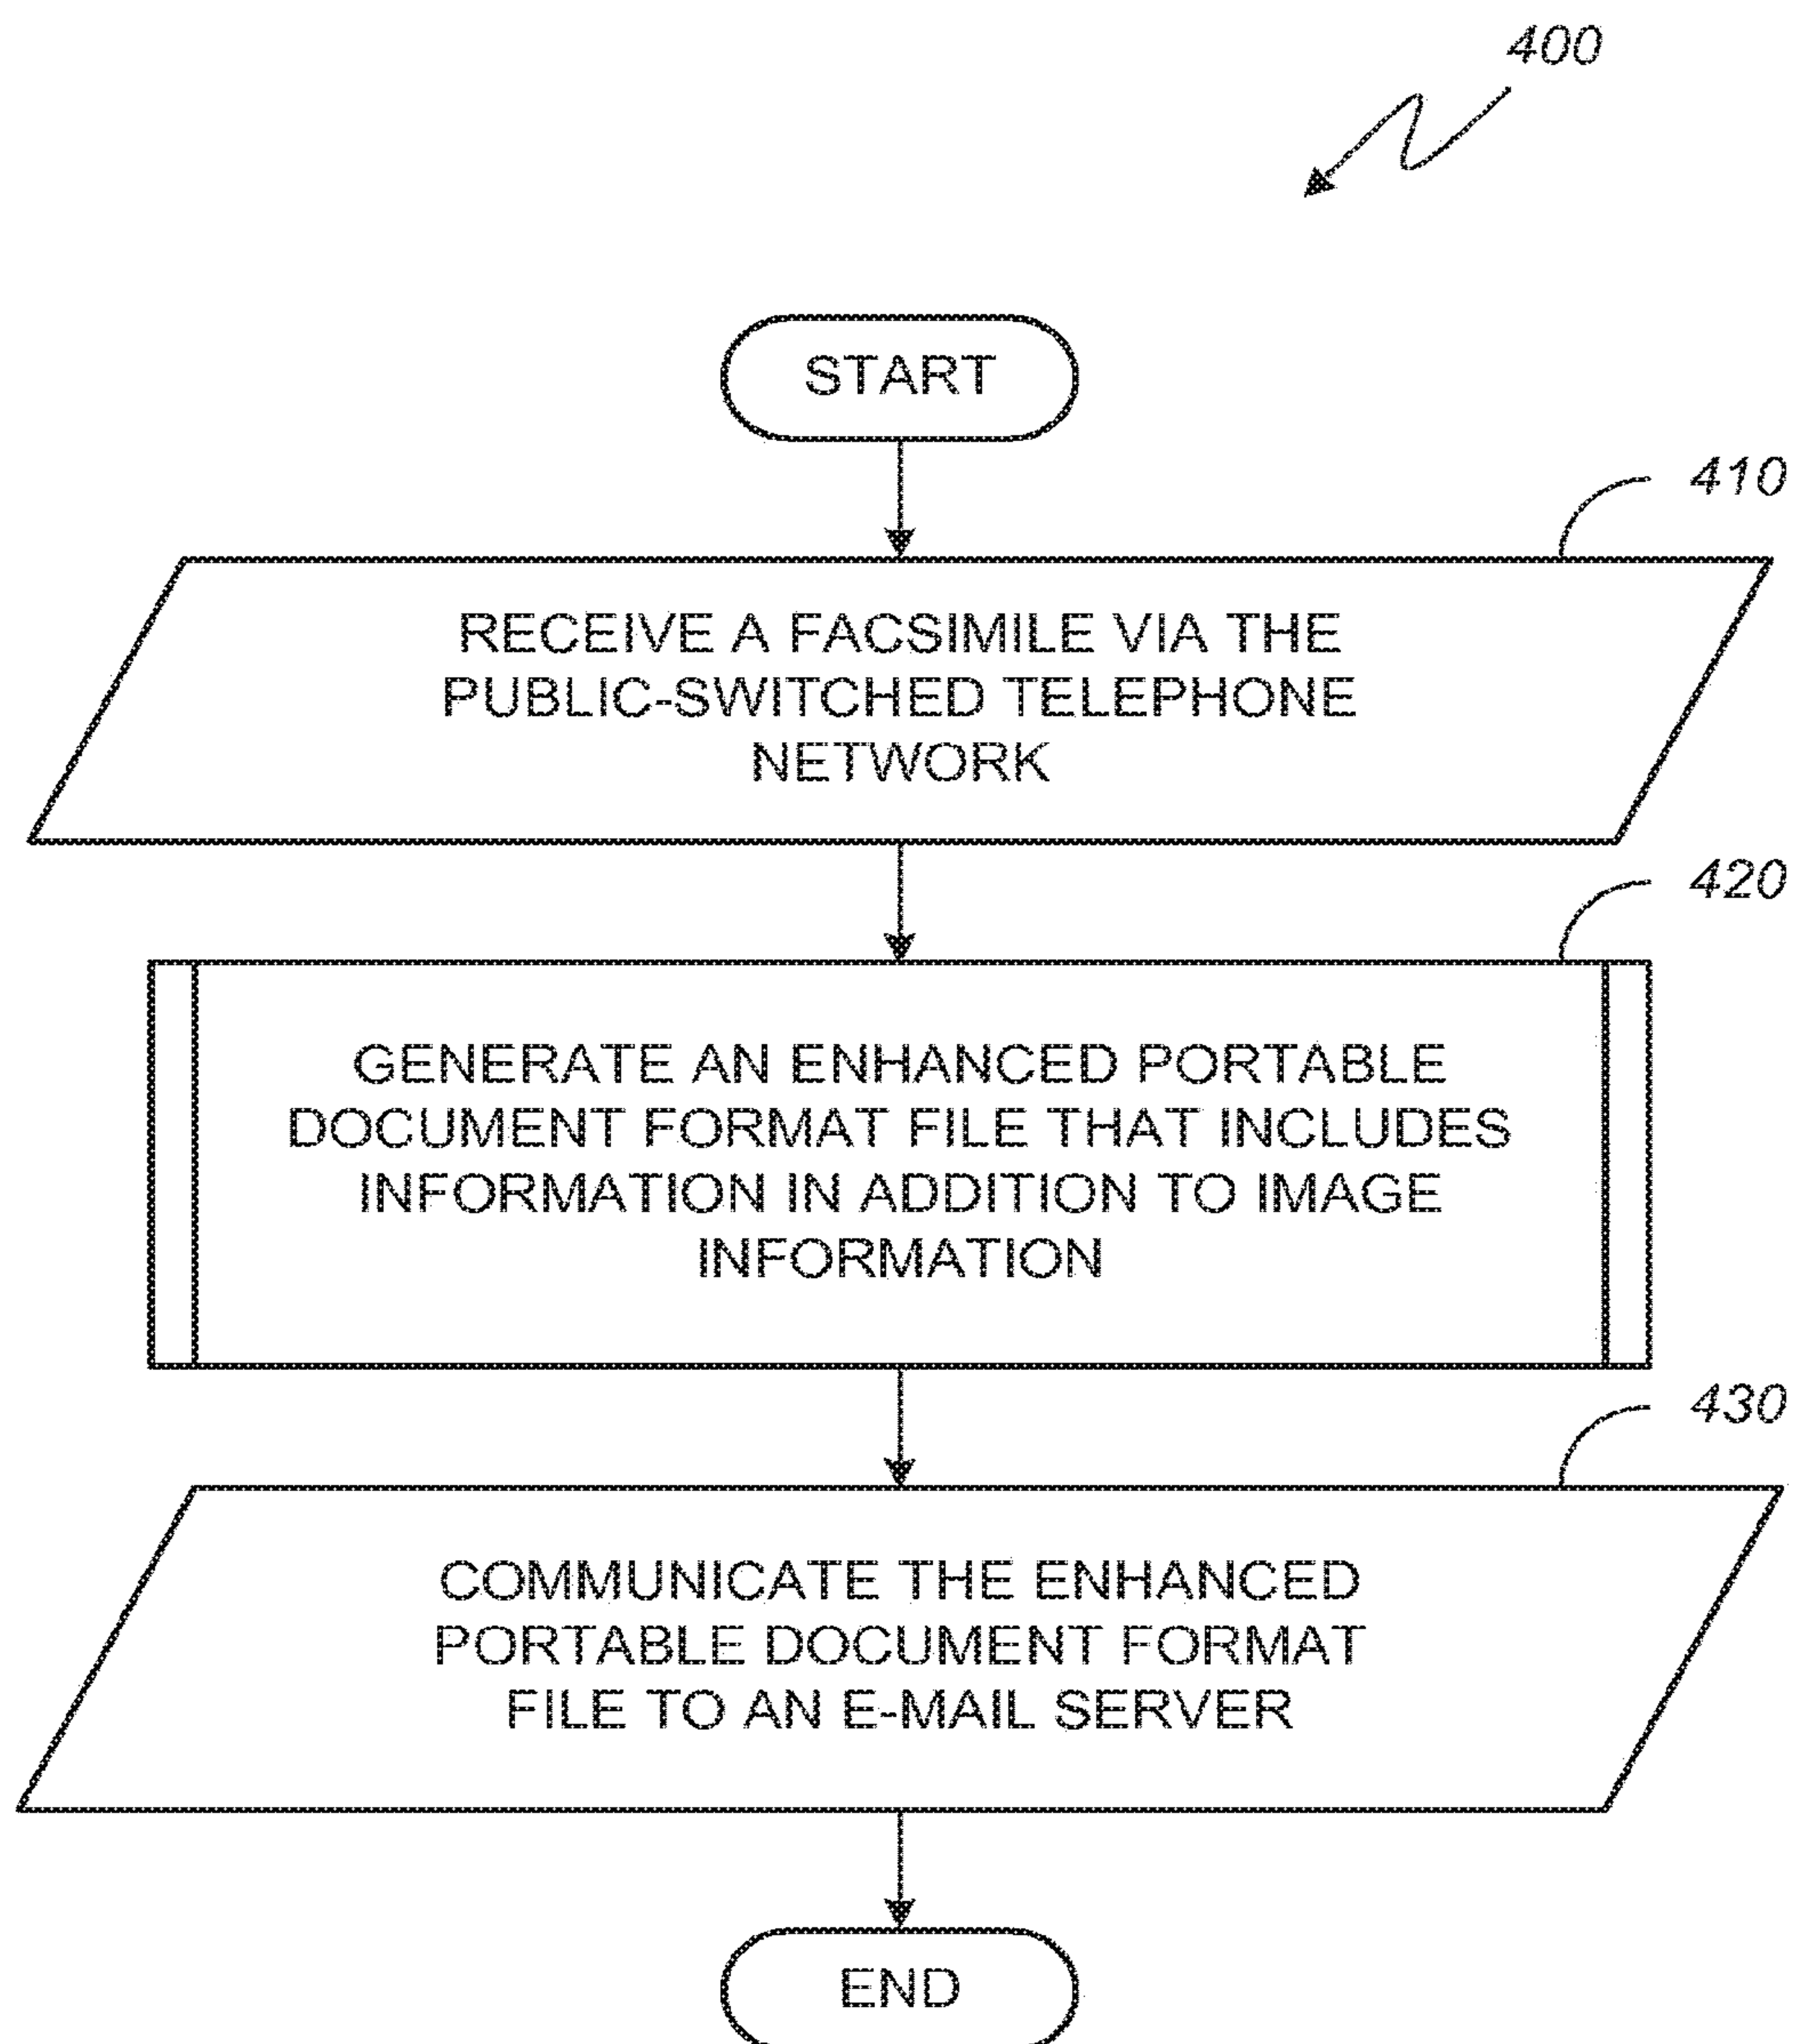 400
START
410
RECEIVE A FACSIMILE VIA THE
PUBLIC-SWITCHED TELEPHONE
NETWORK
420
GENERATE AN ENHANCED PORTABLE
DOCUMENT FORMAT FILE THAT INCLUDES
INFORMATION IN ADDITION TO IMAGE
INFORMATION
430
COMMUNICATE THE ENHANCED
PORTABLE DOCUMENT FORMAT
FILE TO AN E-MAIL SERVER
END